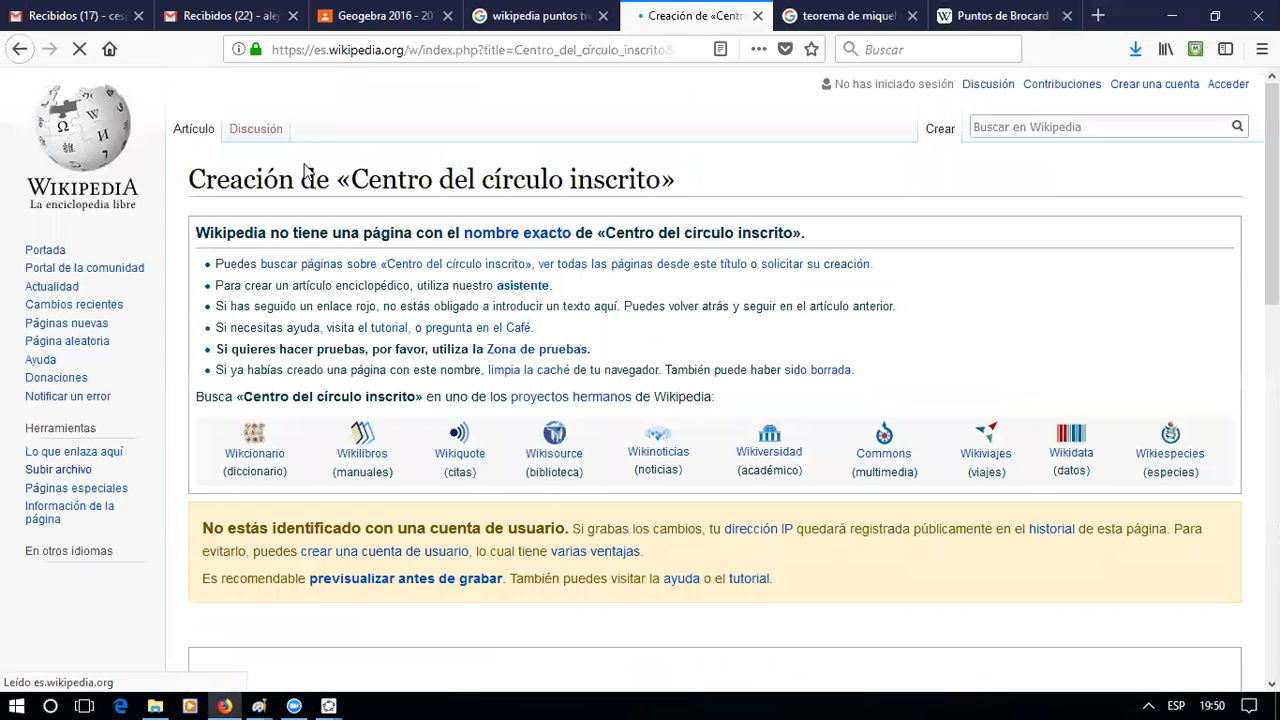 Recibidos (17) - ces
Recibidos (22) - alej
Geogebra 2016 - 20
wikipedia puntos t
Creación de «Centr
teorema de miquel
Puntos de Brocard
https://es.wikipedia.org/w/index.php?title=Centro_del_círculo_inscrito&
Buscar
No has iniciado sesión Discusión Contribuciones Crear una cuenta Acceder
Artículo Discusión Crear Buscar en Wikipedia
WIKIPEDIA
La enciclopedia libre
Portada
Portal de la comunidad
Actualidad
Cambios recientes
Páginas nuevas
Página aleatoria
Ayuda
Donaciones
Notificar un error
Herramientas
Lo que enlaza aquí
Subir archivo
Páginas especiales
Información de la
página
En otros idiomas
Creación de «Centro del círculo inscrito»
Wikipedia no tiene una página con el nombre exacto de «Centro del círculo inscrito».
• Puedes buscar páginas sobre «Centro del círculo inscrito», ver todas las páginas desde este título o solicitar su creación.
• Para crear un artículo enciclopédico, utiliza nuestro asistente.
• Si has seguido un enlace rojo, no estás obligado a introducir un texto aquí. Puedes volver atrás y seguir en el artículo anterior.
• Si necesitas ayuda, visita el tutorial, o pregunta en el Café.
• Si quieres hacer pruebas, por favor, utiliza la Zona de pruebas.
• Si ya habías creado una página con este nombre, limpia la caché de tu navegador. También puede haber sido borrada.
Busca «Centro del círculo inscrito» en uno de los proyectos hermanos de Wikipedia:
Wikcionario
(diccionario)
Wikilibros
(manuales)
Wikiquote
(citas)
Wikisource
(biblioteca)
Wikinoticias
(noticias)
Wikiversidad
(académico)
Commons
(multimedia)
Wikiviajes
(viajes)
Wikidata
(datos)
Wikiespecies
(especies)
No estás identificado con una cuenta de usuario. Si grabas los cambios, tu dirección IP quedará registrada públicamente en el historial de esta página. Para
evitarlo, puedes crear una cuenta de usuario, lo cual tiene varias ventajas.
Es recomendable previsualizar antes de grabar. También puedes visitar la ayuda o el tutorial.
Leído es.wikipedia.org
ESP 19:50